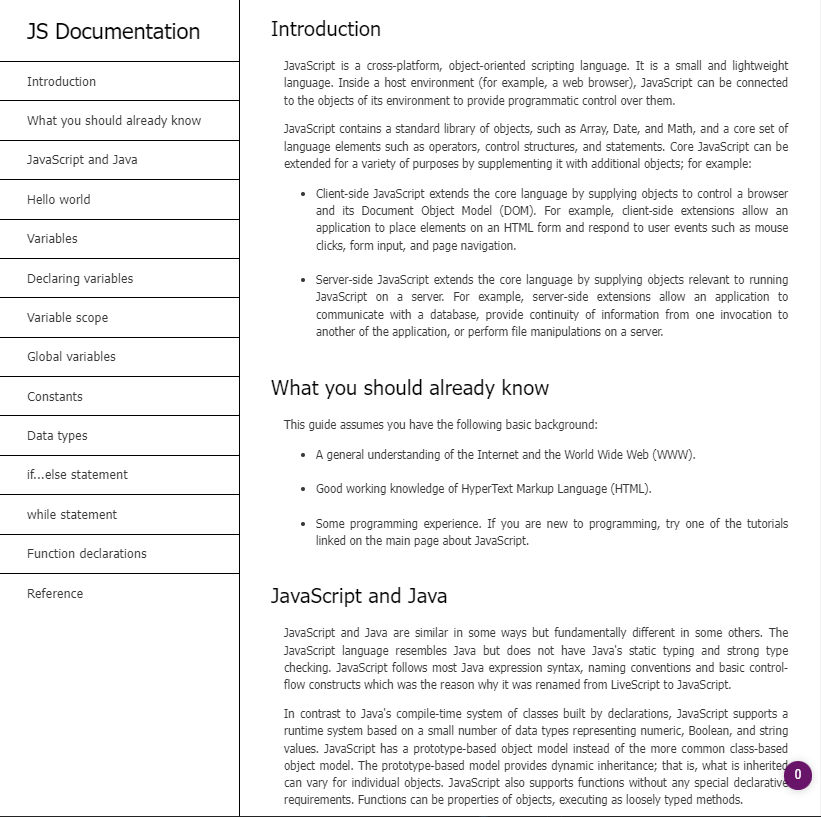 JS Documentation
Introduction
What you should already know
JavaScript and Java
Hello world
Variables
Declaring variables
Variable scope
Global variables
Constants
Data types
if...else statement
while statement
Function declarations
Reference
Introduction
JavaScript is a cross-platform, object-oriented scripting language. It is a small and lightweight
language. Inside a host environment (for example, a web browser), JavaScript can be connected
to the objects of its environment to provide programmatic control over them.
JavaScript contains a standard library of objects, such as Array, Date, and Math, and a core set of
language elements such as operators, control structures, and statements. Core JavaScript can be
extended for a variety of purposes by supplementing it with additional objects; for example:
• Client-side JavaScript extends the core language by supplying objects to control a browser
and its Document Object Model (DOM). For example, client-side extensions allow an
application to place elements on an HTML form and respond to user events such as mouse
clicks, form input, and page navigation.
• Server-side JavaScript extends the core language by supplying objects relevant to running
JavaScript on a server. For example, server-side extensions allow an application to
communicate with a database, provide continuity of information from one invocation to
another of the application, or perform file manipulations on a server.
What you should already know
This guide assumes you have the following basic background:
• A general understanding of the Internet and the World Wide Web (WWW).
• Good working knowledge of HyperText Markup Language (HTML).
• Some programming experience. If you are new to programming, try one of the tutorials
linked on the main page about JavaScript.
JavaScript and Java
JavaScript and Java are similar in some ways but fundamentally different in some others. The
JavaScript language resembles Java but does not have Java's static typing and strong type
checking. JavaScript follows most Java expression syntax, naming conventions and basic control-
flow constructs which was the reason why it was renamed from LiveScript to JavaScript.
In contrast to Java's compile-time system of classes built by declarations, JavaScript supports a
runtime system based on a small number of data types representing numeric, Boolean, and string
values. JavaScript has a prototype-based object model instead of the more common class-based
object model. The prototype-based model provides dynamic inheritance; that is, what is inherited
can vary for individual objects. JavaScript also supports functions without any special declarative
requirements. Functions can be properties of objects, executing as loosely typed methods.
0